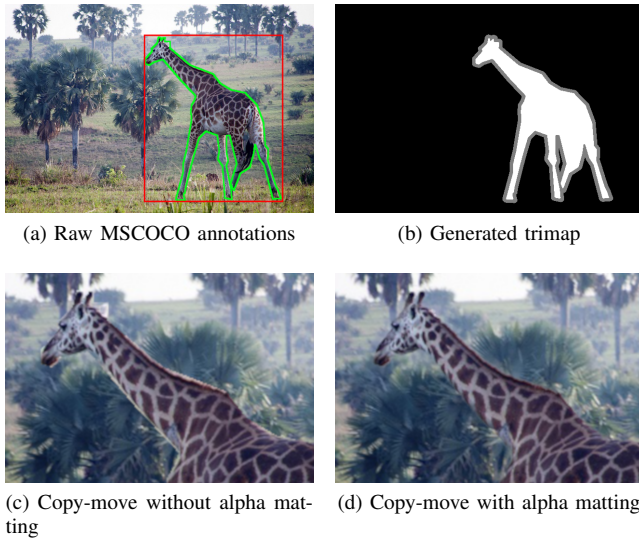 (a) Raw MSCOCO annotations
(b) Generated trimap
(c) Copy-move without alpha mat-
ting
(d) Copy-move with alpha matting